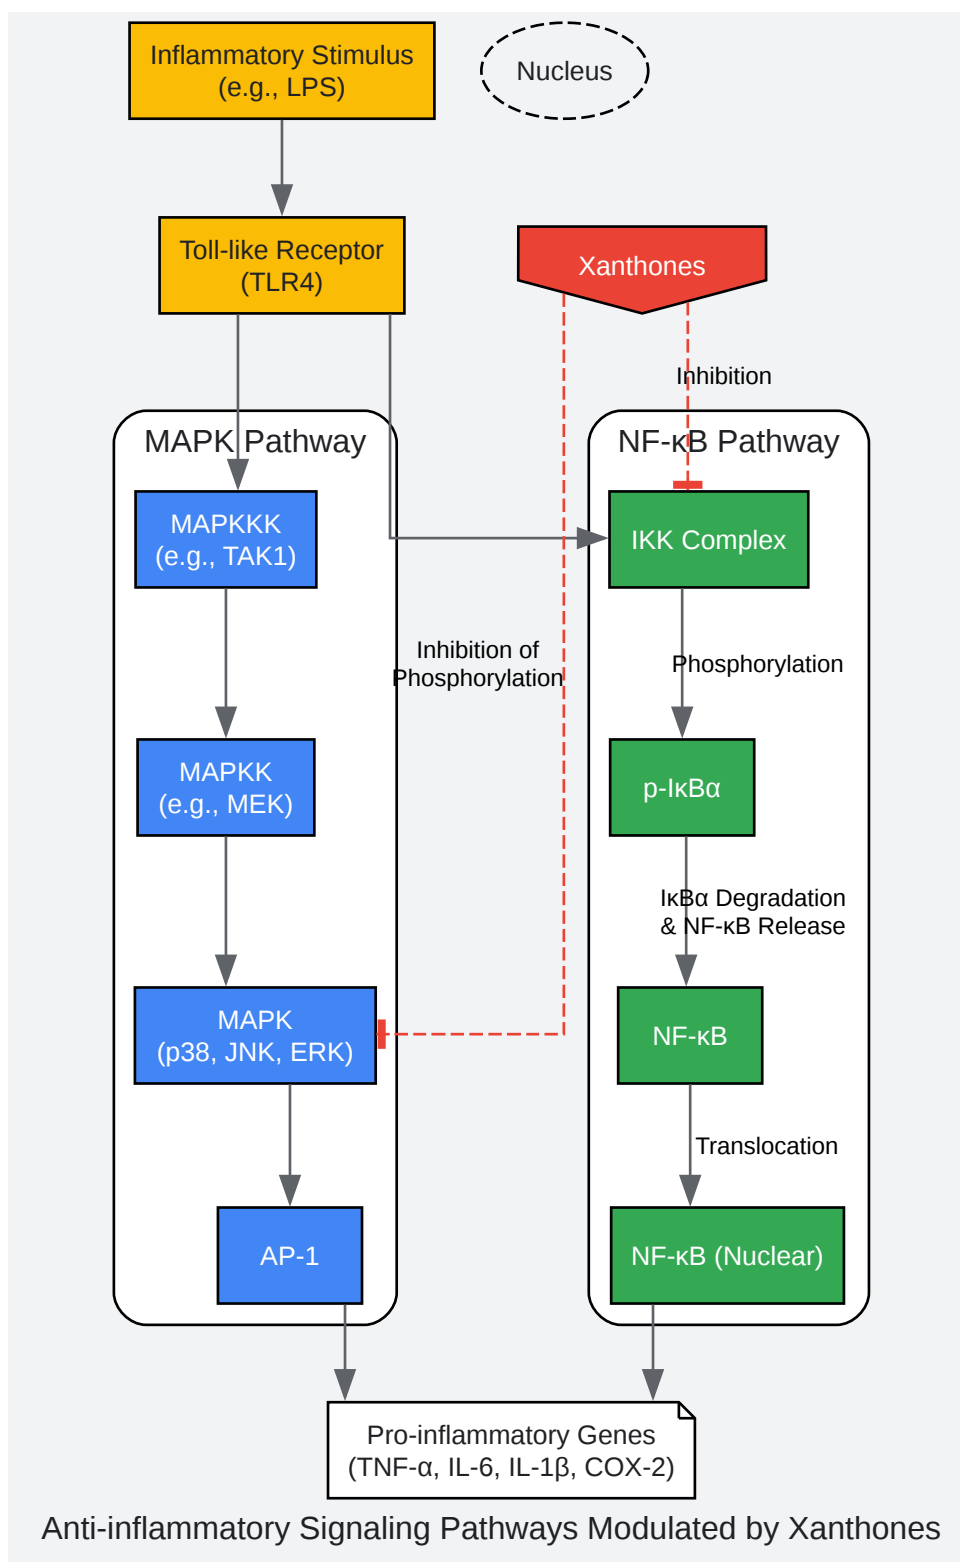 Inflammatory Stimulus
(e.g., LPS)
Nucleus
Toll-like Receptor
(TLR4)
Xanthones
Inhibition
MAPK Pathway
NF-κB Pathway
MAPKKK
(e.g., TAK1)
IKK Complex
Inhibition of
Phosphorylation
Phosphorylation
MAPKK
(e.g., MEK)
p-IκBα
IκBα Degradation
& NF-κB Release
MAPK
(p38, JNK, ERK)
NF-κB
Translocation
AP-1
NF-κB (Nuclear)
Pro-inflammatory Genes
(TNF-α, IL-6, IL-1β, COX-2)
Anti-inflammatory Signaling Pathways Modulated by Xanthones